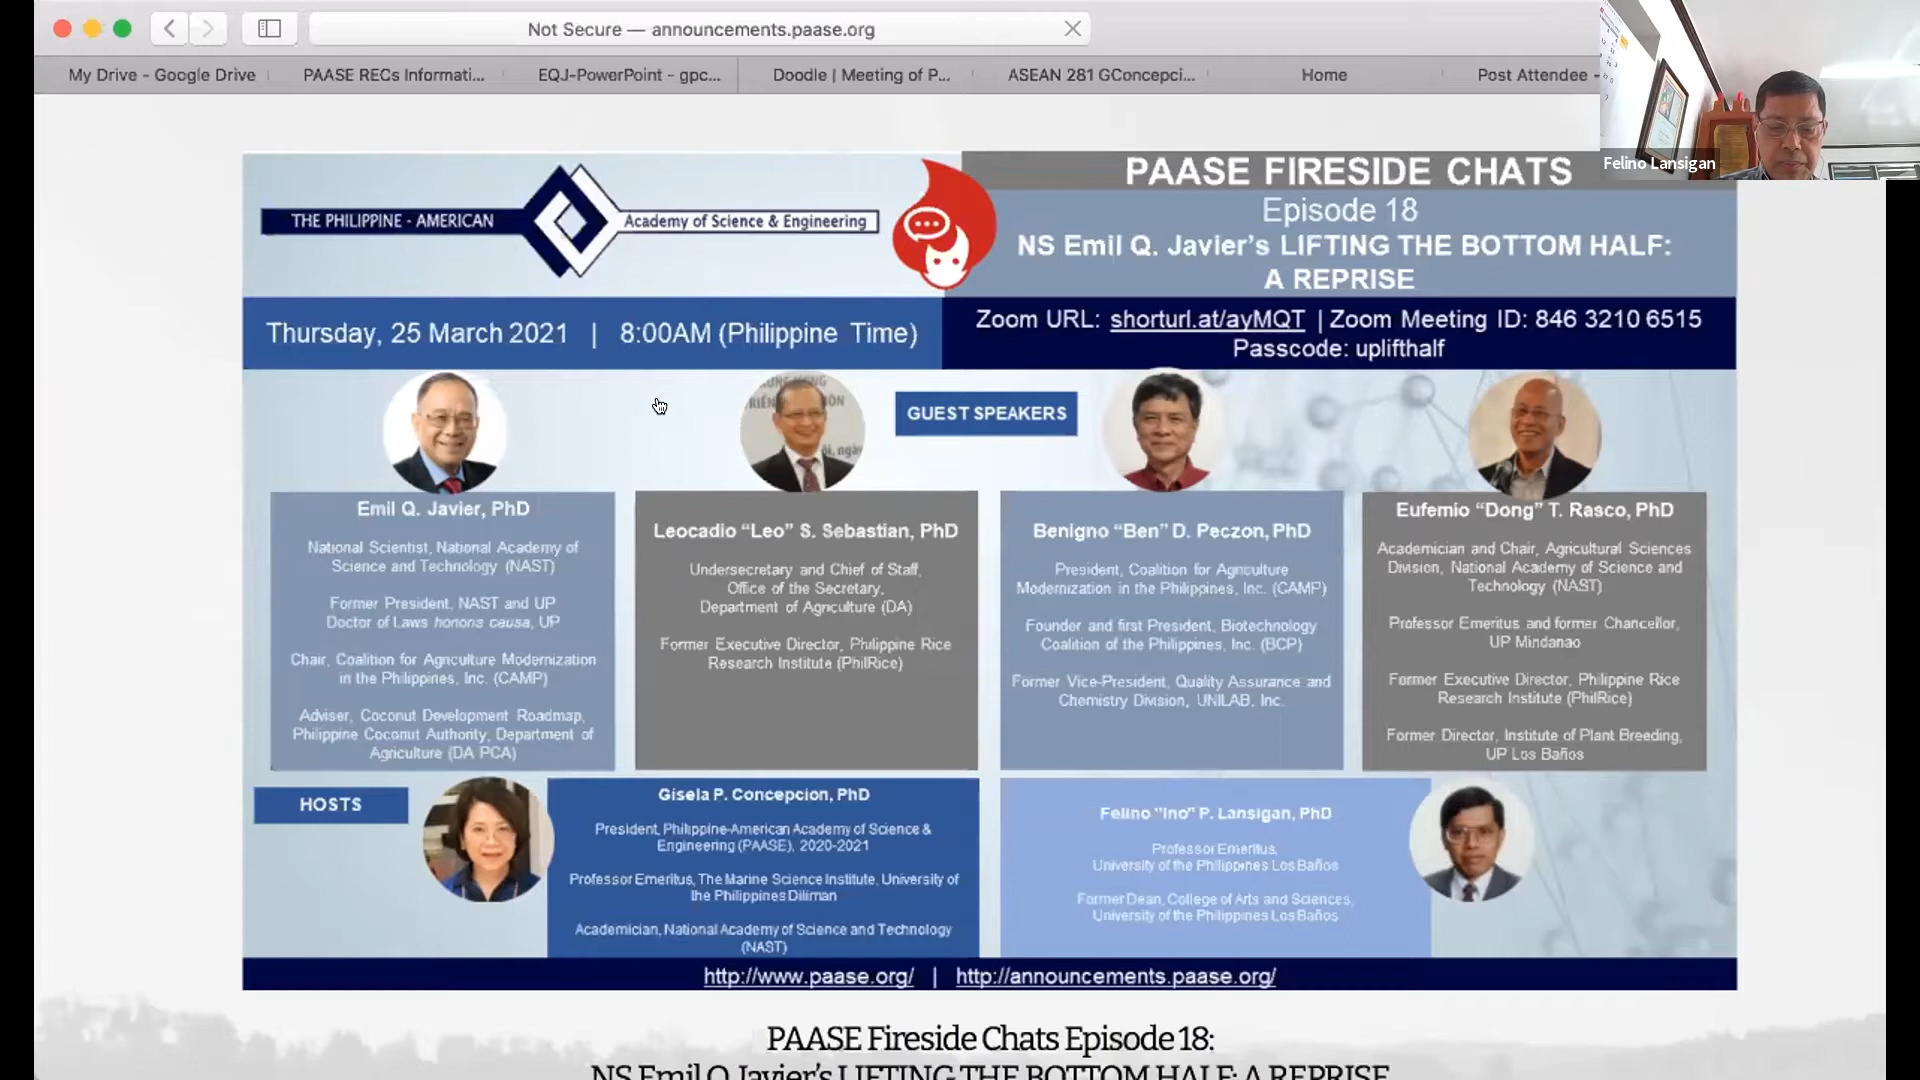 Not Secure — announcements.paase.org
My Drive - Google Drive
PAASE RECs Informati...
EQJ-PowerPoint - gpc...
Doodle | Meeting of P...
ASEAN 281 GConcepci...
Home
Post Attendee -
Felino Lansigan
THE PHILIPPINE - AMERICAN
Academy of Science & Engineering
PAASE FIRESIDE CHATS
Episode 18
NS Emil Q. Javier's LIFTING THE BOTTOM HALF:
A REPRISE
Thursday, 25 March 2021 | 8:00AM (Philippine Time)
Zoom URL: shorturl.at/ayMQT | Zoom Meeting ID: 846 3210 6515
Passcode: uplifthalf
GUEST SPEAKERS
Emil Q. Javier, PhD
National Scientist, National Academy of
Science and Technology (NAST)
Former President, NAST and UP
Doctor of Laws honoris causa, UP
Chair, Coalition for Agriculture Modernization
in the Philippines, Inc. (CAMP)
Adviser, Coconut Development Roadmap,
Philippine Coconut Authority, Department of
Agriculture (DA PCA)
Leocadio "Leo" S. Sebastian, PhD
Undersecretary and Chief of Staff,
Office of the Secretary,
Department of Agriculture (DA)
Former Executive Director, Philippine Rice
Research Institute (PhilRice)
Benigno "Ben" D. Peczon, PhD
President, Coalition for Agriculture
Modernization in the Philippines, Inc. (CAMP)
Founder and first President, Biotechnology
Coalition of the Philippines, Inc. (BCP)
Former Vice-President, Quality Assurance and
Chemistry Division, UNILAB, Inc.
Eufemio "Dong" T. Rasco, PhD
Academician and Chair, Agricultural Sciences
Division, National Academy of Science and
Technology (NAST)
Professor Emeritus and former Chancellor,
UP Mindanao
Former Executive Director, Philippine Rice
Research Institute (PhilRice)
Former Director, Institute of Plant Breeding,
UP Los Baños
HOSTS
Gisela P. Concepcion, PhD
President, Philippine-American Academy of Science &
Engineering (PAASE), 2020-2021
Professor Emeritus, The Marine Science Institute, University of
the Philippines Diliman
Academician, National Academy of Science and Technology
(NAST)
Felino "Ino" P. Lansigan, PhD
Professor Emeritus,
University of the Philippines Los Baños
Former Dean, College of Arts and Sciences,
University of the Philippines Los Baños
http://www.paase.org/ | http://announcements.paase.org/
PAASE Fireside Chats Episode 18:
NS Emil Q. Javier's LIFTING THE BOTTOM HALF: A REPRISE